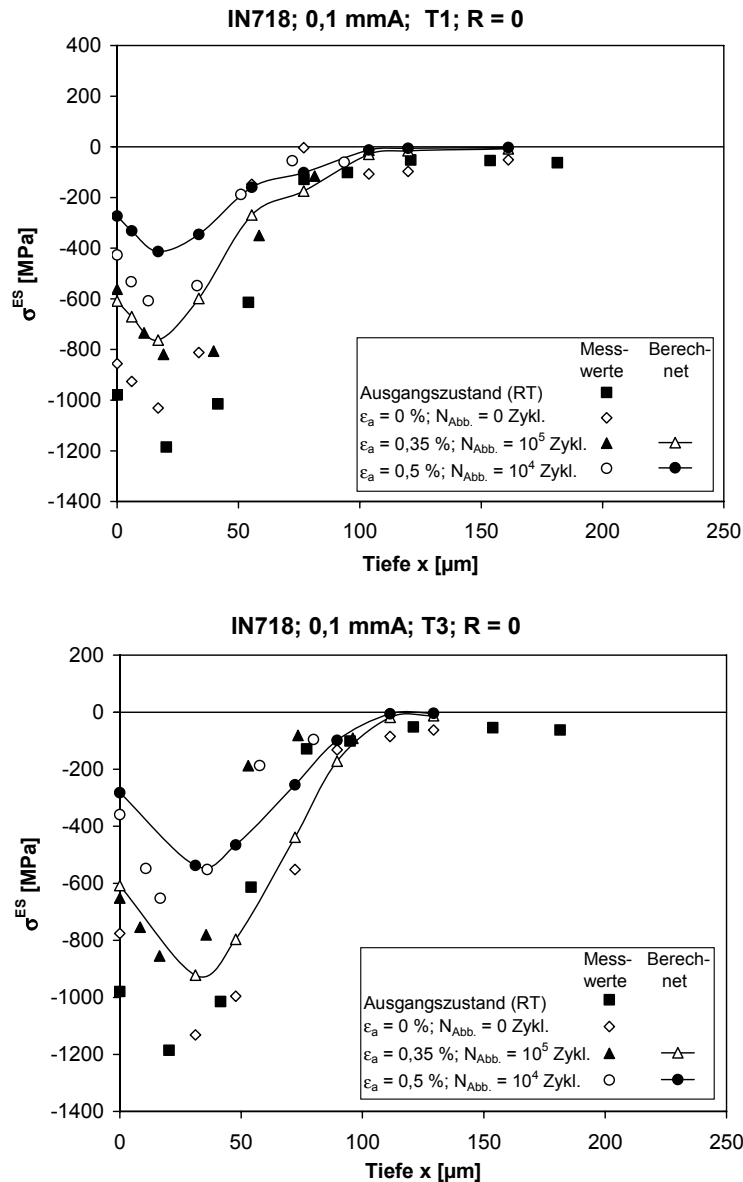 IN718; 0,1 mmA; T1; R = 0
400
200
0
-200
-400
-600
-800
-1000
-1200
-1400
σES [MPa]
0 50 100 150 200 250
Tiefe x [µm]
Mess- Berech-
werte net
Ausgangszustand (RT)
εa = 0 %; NAbb. = 0 Zykl.
εa = 0,35 %; NAbb. = 10⁵ Zykl.
εa = 0,5 %; NAbb. = 10⁴ Zykl.
IN718; 0,1 mmA; T3; R = 0
200
0
-200
-400
-600
-800
-1000
-1200
-1400
σES [MPa]
0 50 100 150 200 250
Tiefe x [µm]
Mess- Berech-
werte net
Ausgangszustand (RT)
εa = 0 %; NAbb. = 0 Zykl.
εa = 0,35 %; NAbb. = 10⁵ Zykl.
εa = 0,5 %; NAbb. = 10⁴ Zykl.